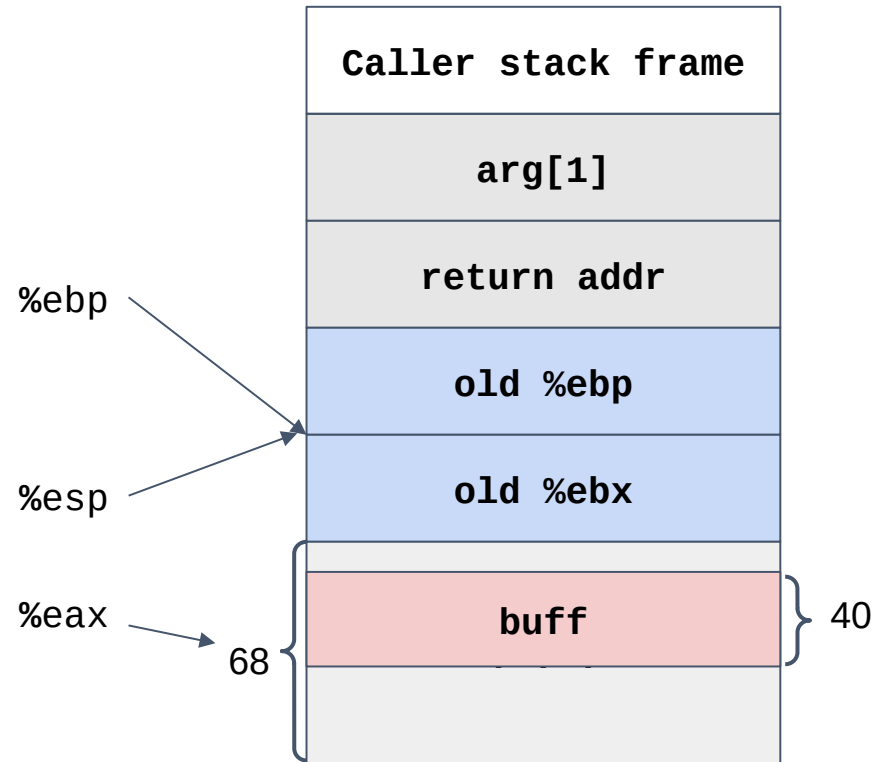 Caller stack frame
arg[1]
return addr
%ebp
old %ebp
%esp
old %ebx
%eax
buff
40
68